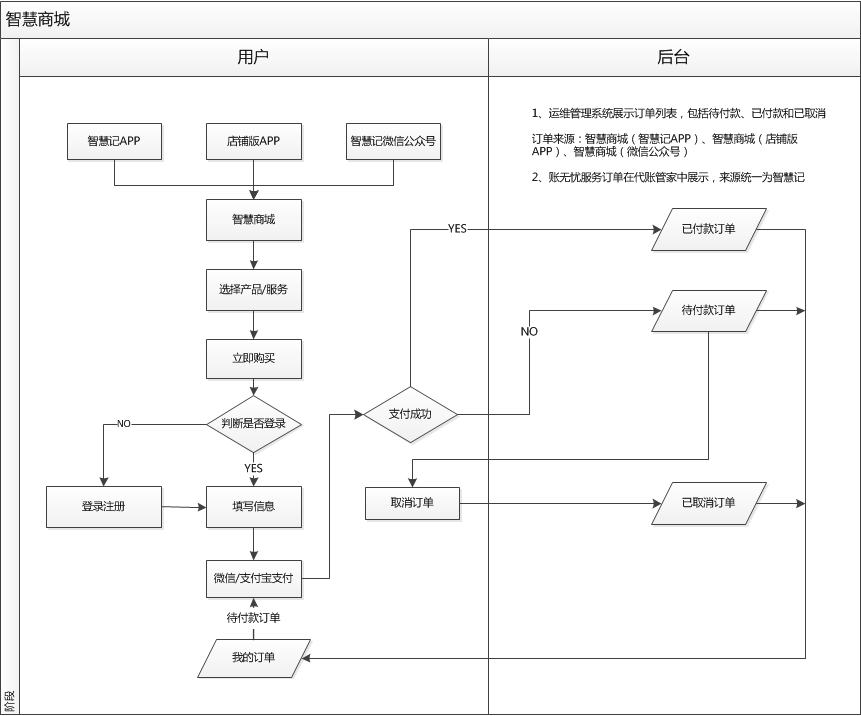 智慧商城
用户
后台
智慧记APP
店铺版APP
智慧记微信公众号
1、运维管理系统展示订单列表，包括待付款、已付款和已取消
订单来源：智慧商城（智慧记APP）、智慧商城（店铺版
APP）、智慧商城（微信公众号）
2、账无忧服务订单在代账管家中展示，来源统一为智慧记
智慧商城
YES
已付款订单
选择产品/服务
待付款订单
NO
立即购买
支付成功
判断是否登录
NO
YES
登录注册
填写信息
取消订单
已取消订单
微信/支付宝支付
待付款订单
我的订单
阶段